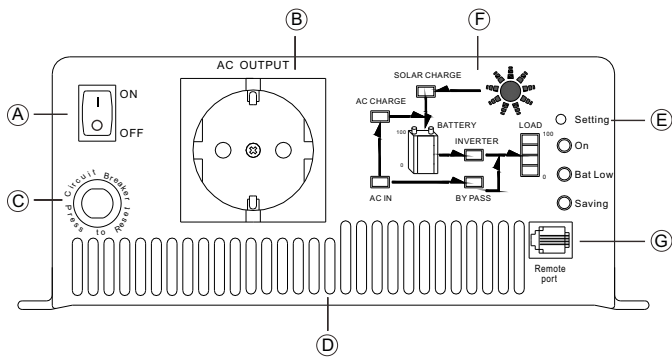 B
F
AC OUTPUT
SOLAR CHARGE
ON
OFF
A
AC CHARGE
BATTERY
100
0
INVERTER
LOAD
100
0
AC IN
BY PASS
Setting
E
On
Bat Low
Saving
C
Circuit Breaker
Press to Reset
G
Remote
port
D